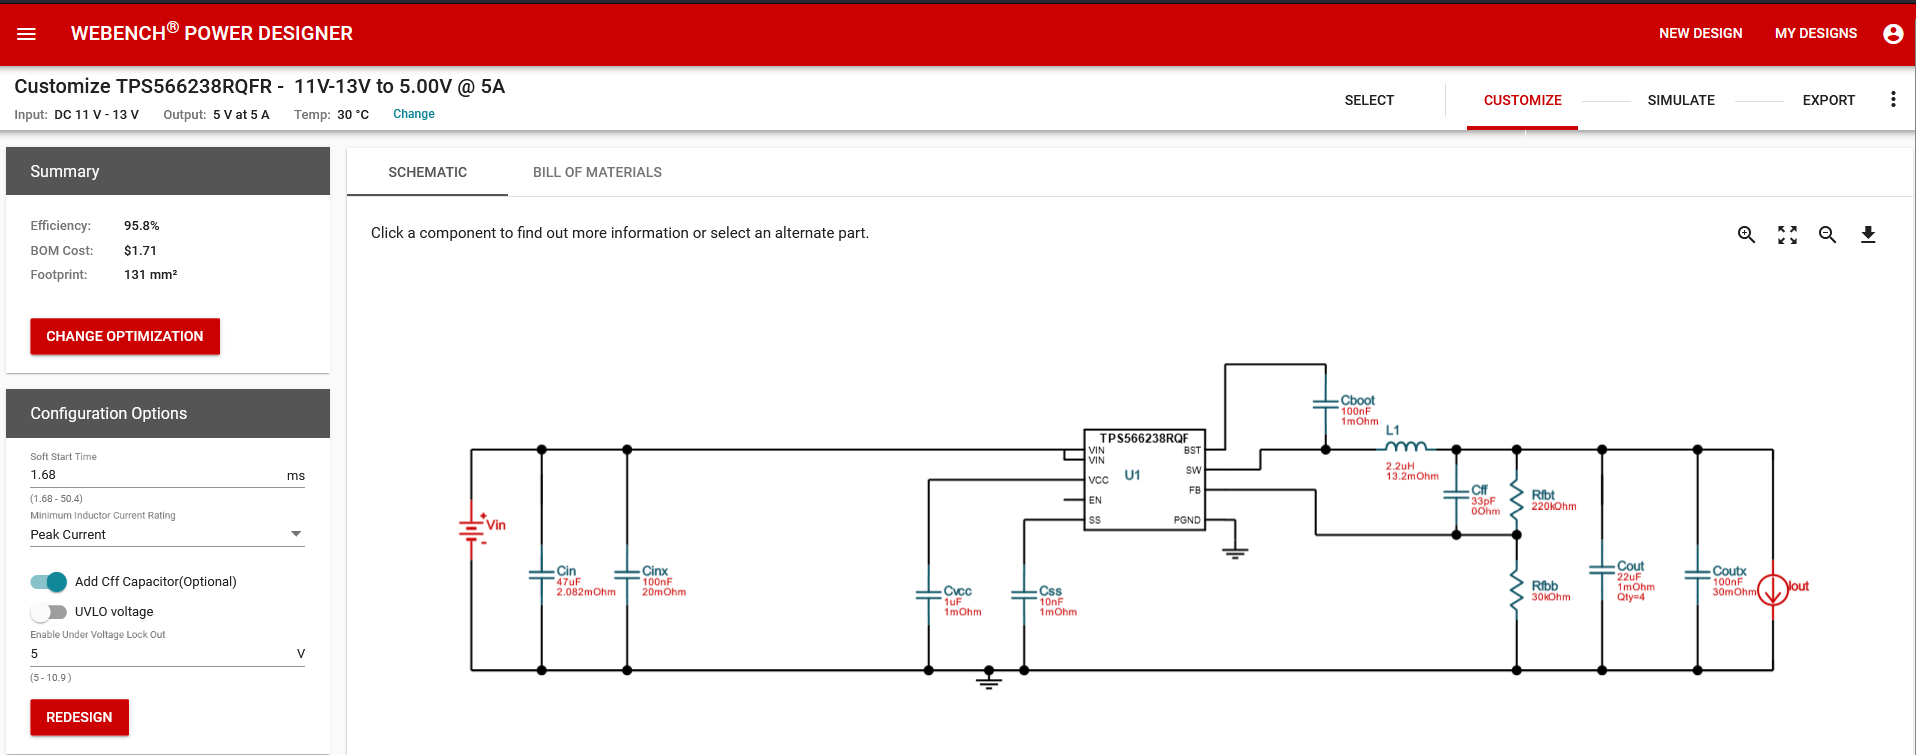 WEBENCH® POWER DESIGNER
NEW DESIGN
MY DESIGNS
Customize TPS566238RQFR - 11V-13V to 5.00V @ 5A
Input: DC 11 V - 13 V Output: 5 V at 5 A Temp: 30 °C Change
SELECT
CUSTOMIZE
SIMULATE
EXPORT
Summary
Efficiency: 95.8%
BOM Cost: $1.71
Footprint: 131 mm²
CHANGE OPTIMIZATION
Configuration Options
Soft Start Time
1.68 ms
(1.68 - 50.4)
Minimum Inductor Current Rating
Peak Current
Add Cff Capacitor(Optional)
UVLO voltage
Enable Under Voltage Lock Out
5 V
(5 - 10.9 )
REDESIGN
SCHEMATIC
BILL OF MATERIALS
Click a component to find out more information or select an alternate part.
Vin
Cin
47uF
2.082mOhm
Cinx
100nF
20mOhm
Cvcc
1uF
1mOhm
Css
10nF
1mOhm
TPS566238RQF
U1
VIN
VIN
VCC
EN
SS
BST
SW
FB
PGND
Cboot
100nF
1mOhm
L1
2.2uH
13.2mOhm
Cff
33pF
0Ohm
Rfbt
220kOhm
Rfbb
30kOhm
Cout
22uF
1mOhm
Qty=4
Coutx
100nF
30mOhm
Iout